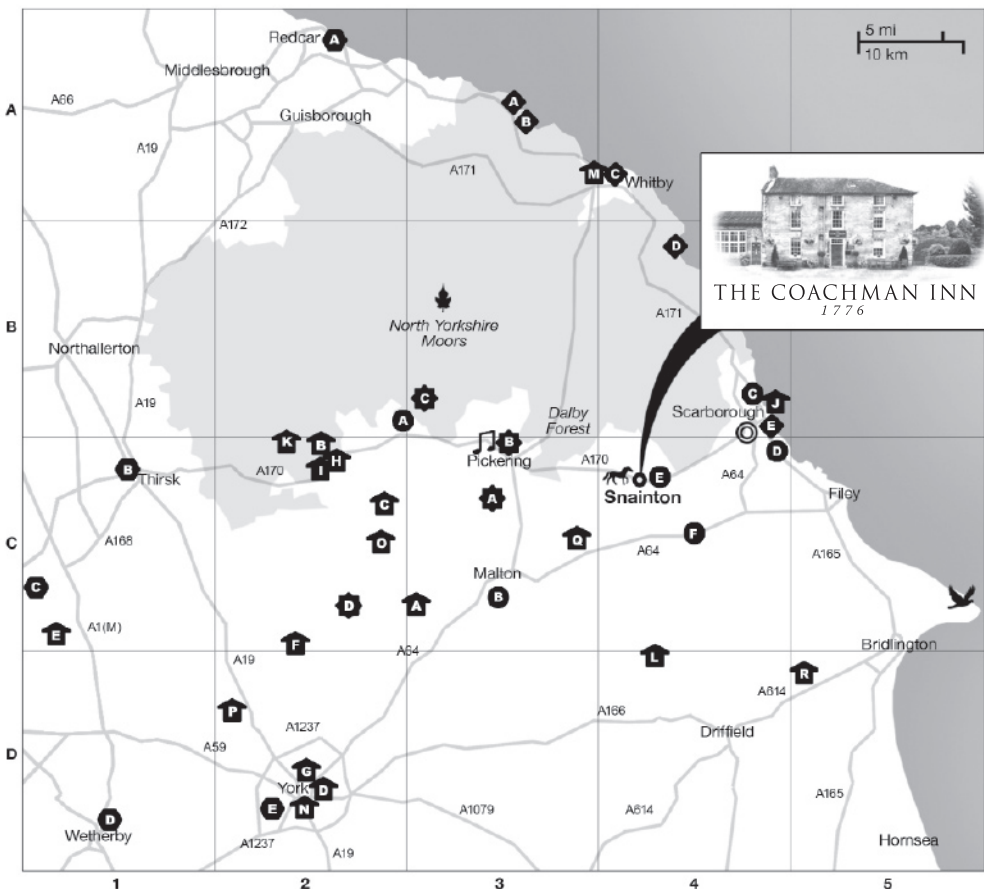 5 mi
10 km
Redcar
A
Middlesbrough
A
A66
Guisborough
A
B
A19
A171
M
C
Whitby
A172
D
THE COACHMAN INN
1776
A171
B
North Yorkshire
Moors
Northallerton
A19
C
A
C
J
Scarborough
E
Dalby
Forest
K
B
B
D
H
Pickering
I
A170
A170
A64
B
Thirsk
E
Snainton
Filey
C
A
C
A168
O
Q
F
A64
A165
Malton
C
D
A
B
E
A1(M)
F
A64
Bridlington
A19
L
R
A614
P
A166
A1237
Driffield
D
A59
G
York
D
E
N
A1079
A614
A165
D
Wetherby
A1237
A19
Hornsea
1
2
3
4
5